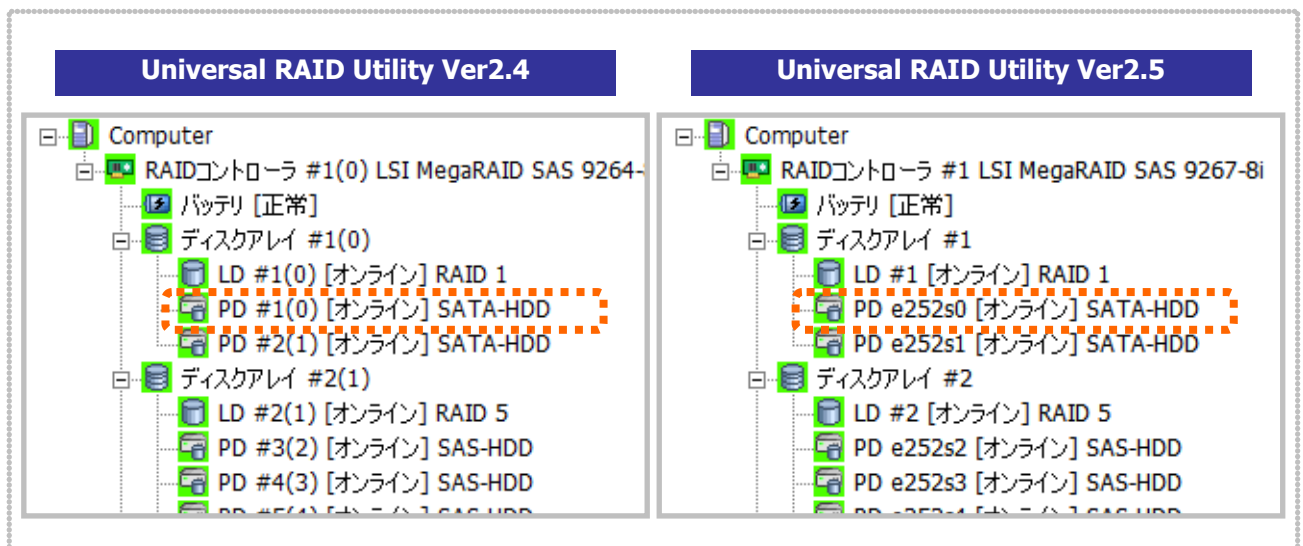 Universal RAID Utility Ver2.4
Computer
RAIDコントローラ #1(0) LSI MegaRAID SAS 9264-
バッテリ [正常]
ディスクアレイ #1(0)
LD #1(0) [オンライン] RAID 1
PD #1(0) [オンライン] SATA-HDD
PD #2(1) [オンライン] SATA-HDD
ディスクアレイ #2(1)
LD #2(1) [オンライン] RAID 5
PD #3(2) [オンライン] SAS-HDD
PD #4(3) [オンライン] SAS-HDD
Universal RAID Utility Ver2.5
Computer
RAIDコントローラ #1 LSI MegaRAID SAS 9267-8i
バッテリ [正常]
ディスクアレイ #1
LD #1 [オンライン] RAID 1
PD e252s0 [オンライン] SATA-HDD
PD e252s1 [オンライン] SATA-HDD
ディスクアレイ #2
LD #2 [オンライン] RAID 5
PD e252s2 [オンライン] SAS-HDD
PD e252s3 [オンライン] SAS-HDD